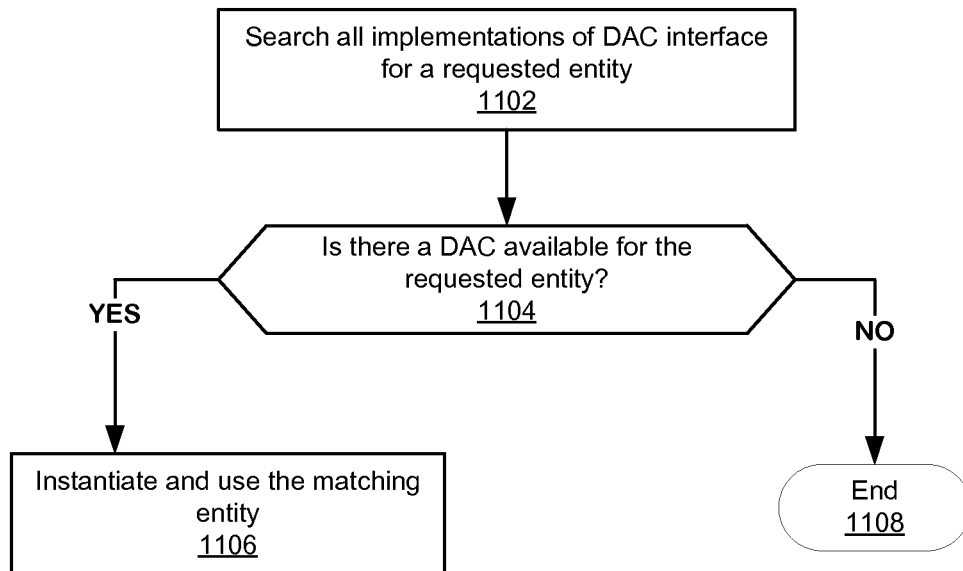 Search all implementations of DAC interface
for a requested entity
1102
Is there a DAC available for the
requested entity?
1104
YES
NO
Instantiate and use the matching
entity
1106
End
1108